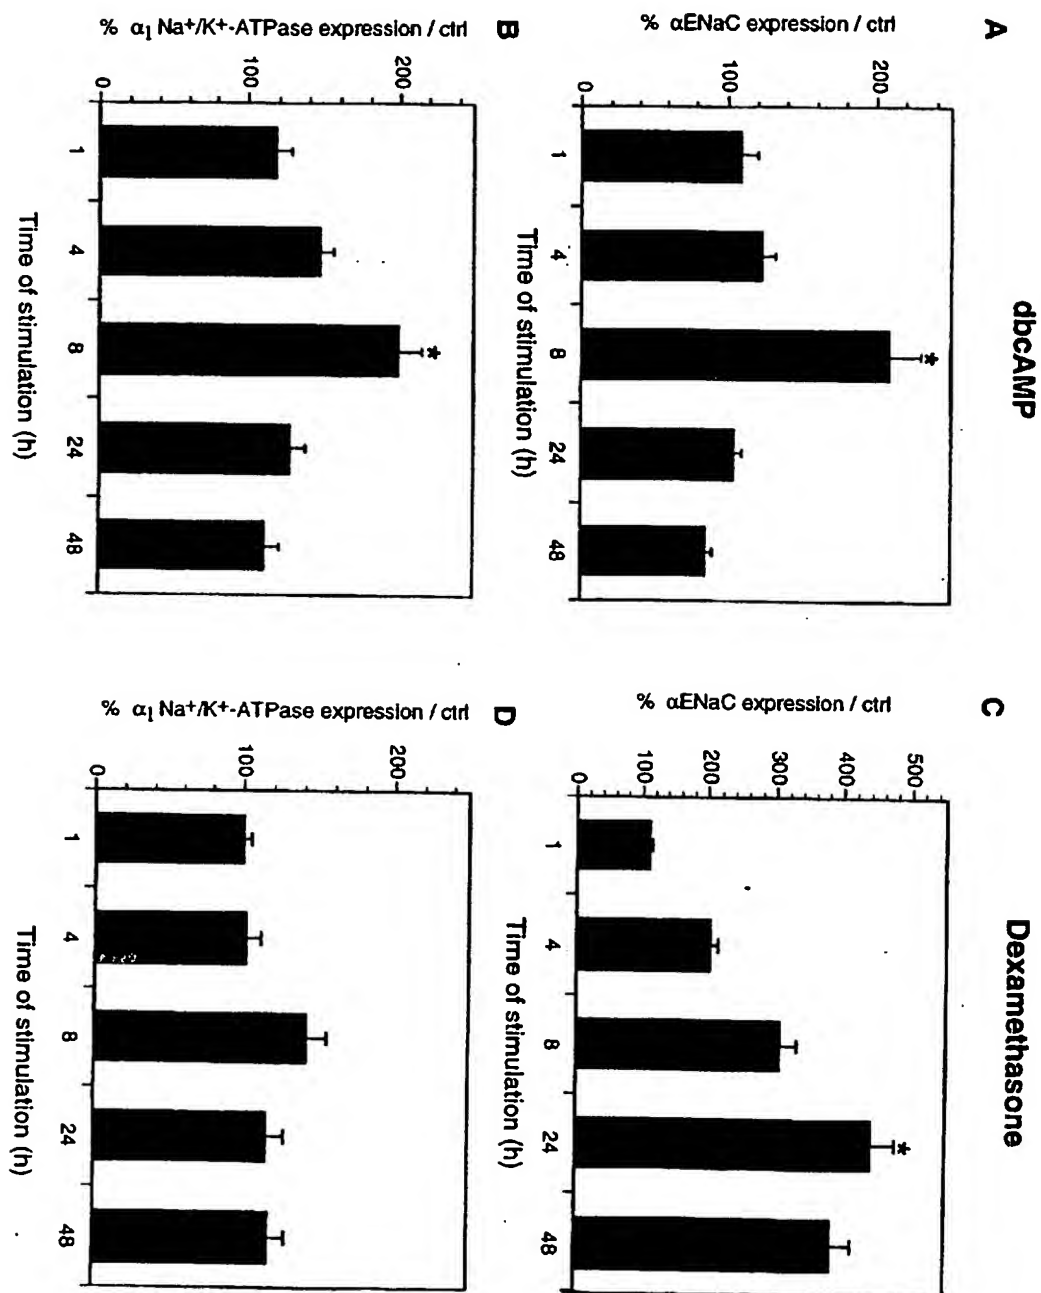 dbcAMP
A
% αENaC expression / ctrl
200
100
0
1 4 8 24 48
*
Time of stimulation (h)
B
% α1 Na+/K+-ATPase expression / ctrl
200
100
0
1 4 8 24 48
*
Time of stimulation (h)
Dexamethasone
C
% αENaC expression / ctrl
500
400
300
200
100
0
1 4 8 24 48
*
Time of stimulation (h)
D
% α1 Na+/K+-ATPase expression / ctrl
200
100
0
1 4 8 24 48
Time of stimulation (h)